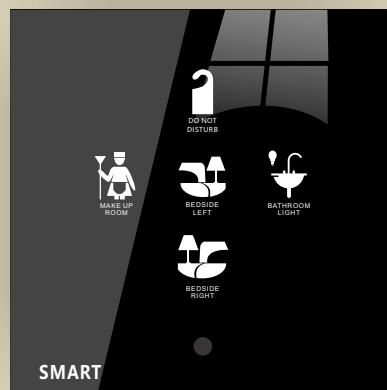 DO NOT
DISTURB
MAKE UP
ROOM
BEDSIDE
LEFT
BATHROOM
LIGHT
BEDSIDE
RIGHT
SMART